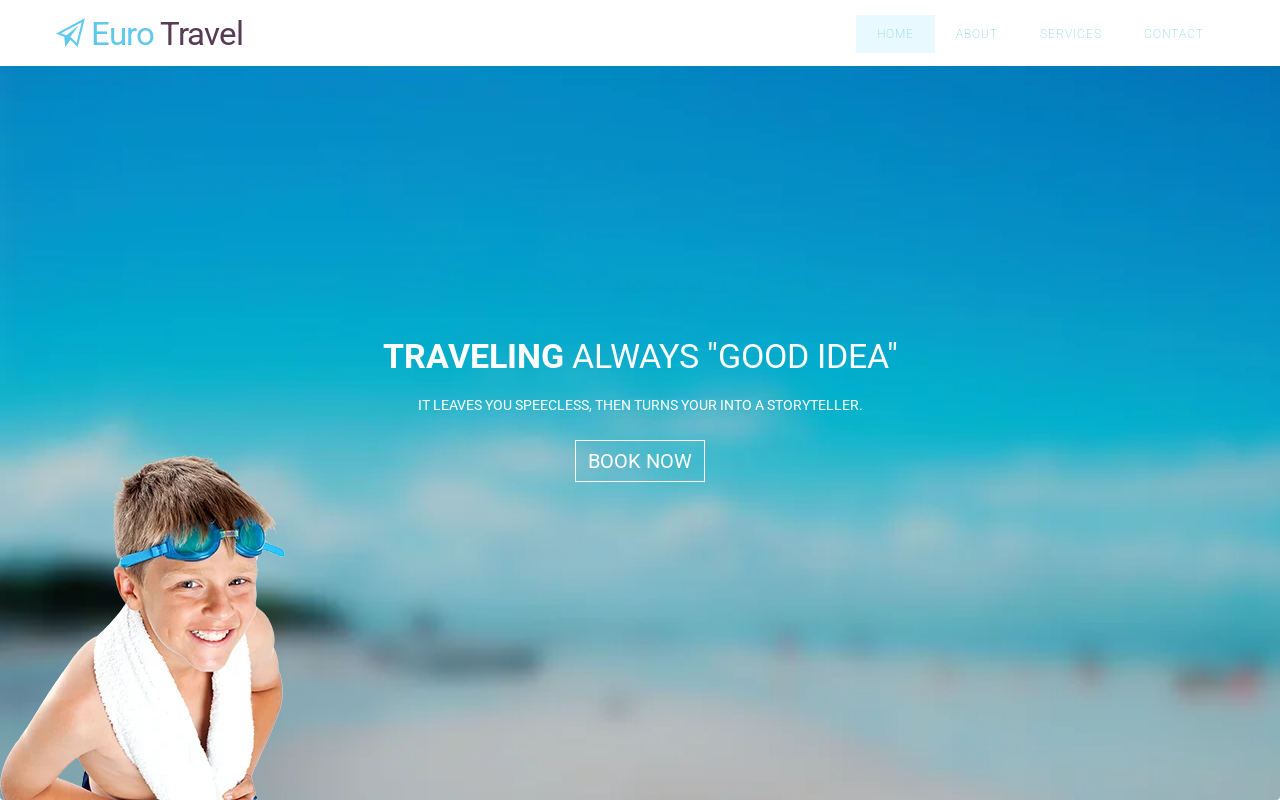 Euro Travel
HOME ABOUT SERVICES CONTACT
TRAVELING ALWAYS "GOOD IDEA"
IT LEAVES YOU SPEECLESS, THEN TURNS YOUR INTO A STORYTELLER.
BOOK NOW